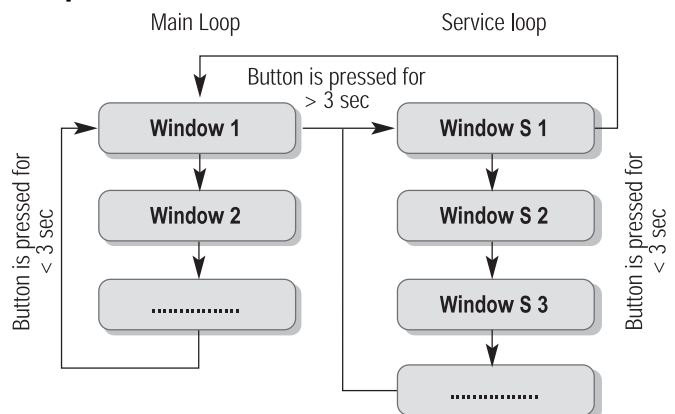 Main Loop
Service loop
Button is pressed for
> 3 sec
Window 1
Window S 1
Button is pressed for
< 3 sec
Window 2
Window S 2
Button is pressed for
< 3 sec
...............
Window S 3
...............